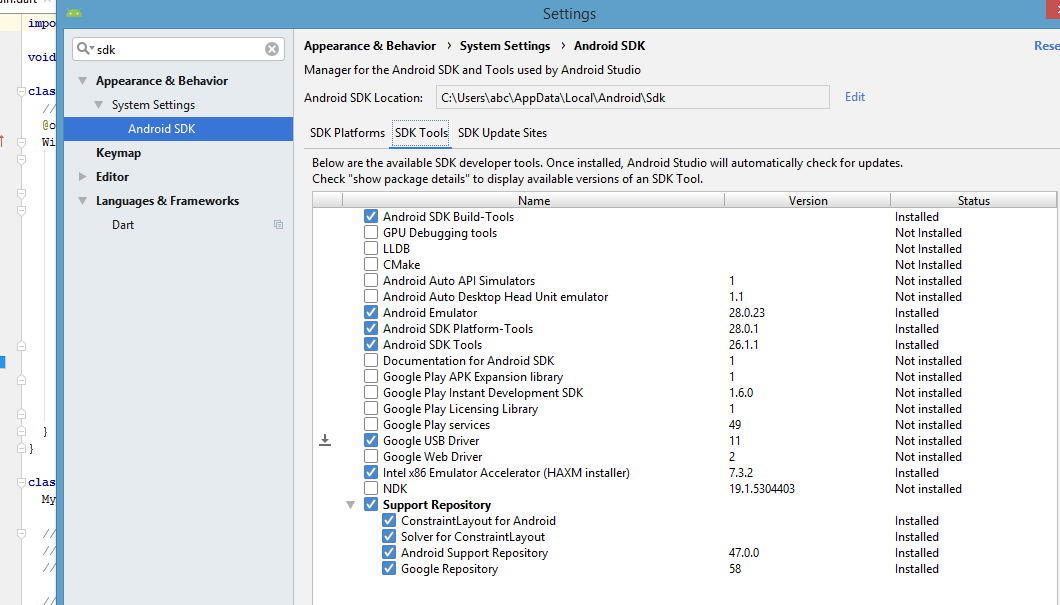 Settings
impo
void
clas
//
@o
Wi
}
}
clas
My
//
//
//
//
sdk
Appearance & Behavior
System Settings
Android SDK
Keymap
Editor
Languages & Frameworks
Dart
Appearance & Behavior › System Settings › Android SDK
Manager for the Android SDK and Tools used by Android Studio
Android SDK Location: C:\Users\abc\AppData\Local\Android\Sdk Edit
SDK Platforms SDK Tools SDK Update Sites
Below are the available SDK developer tools. Once installed, Android Studio will automatically check for updates.
Check "show package details" to display available versions of an SDK Tool.
Name Version Status
Android SDK Build-Tools Installed
GPU Debugging tools Not Installed
LLDB Not Installed
CMake Not Installed
Android Auto API Simulators 1 Not installed
Android Auto Desktop Head Unit emulator 1.1 Not installed
Android Emulator 28.0.23 Installed
Android SDK Platform-Tools 28.0.1 Installed
Android SDK Tools 26.1.1 Installed
Documentation for Android SDK 1 Not installed
Google Play APK Expansion library 1 Not installed
Google Play Instant Development SDK 1.6.0 Not installed
Google Play Licensing Library 1 Not installed
Google Play services 49 Not installed
Google USB Driver 11 Not installed
Google Web Driver 2 Not installed
Intel x86 Emulator Accelerator (HAXM installer) 7.3.2 Installed
NDK 19.1.5304403 Not installed
Support Repository
ConstraintLayout for Android Installed
Solver for ConstraintLayout Installed
Android Support Repository 47.0.0 Installed
Google Repository 58 Installed